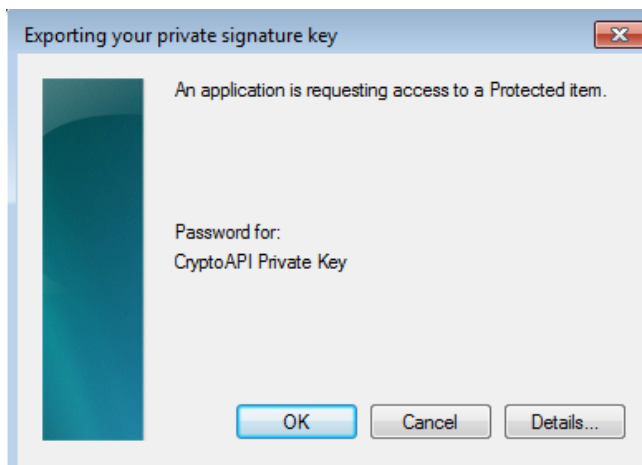 Exporting your private signature key
An application is requesting access to a Protected item.
Password for:
CryptoAPI Private Key
OK
Cancel
Details...